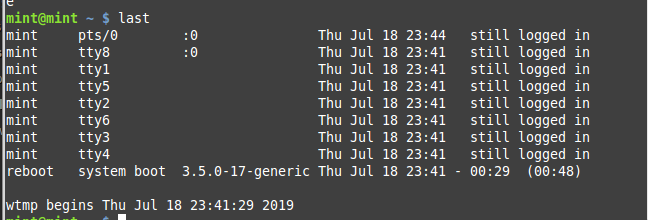 e
mint@mint ~ $ last
mint     pts/0        :0               Thu Jul 18 23:44   still logged in
mint     tty8         :0               Thu Jul 18 23:41   still logged in
mint     tty1                          Thu Jul 18 23:41   still logged in
mint     tty5                          Thu Jul 18 23:41   still logged in
mint     tty2                          Thu Jul 18 23:41   still logged in
mint     tty6                          Thu Jul 18 23:41   still logged in
mint     tty3                          Thu Jul 18 23:41   still logged in
mint     tty4                          Thu Jul 18 23:41   still logged in
reboot   system boot  3.5.0-17-generic Thu Jul 18 23:41 - 00:29  (00:48)
wtmp begins Thu Jul 18 23:41:29 2019
mint@mint ~ $